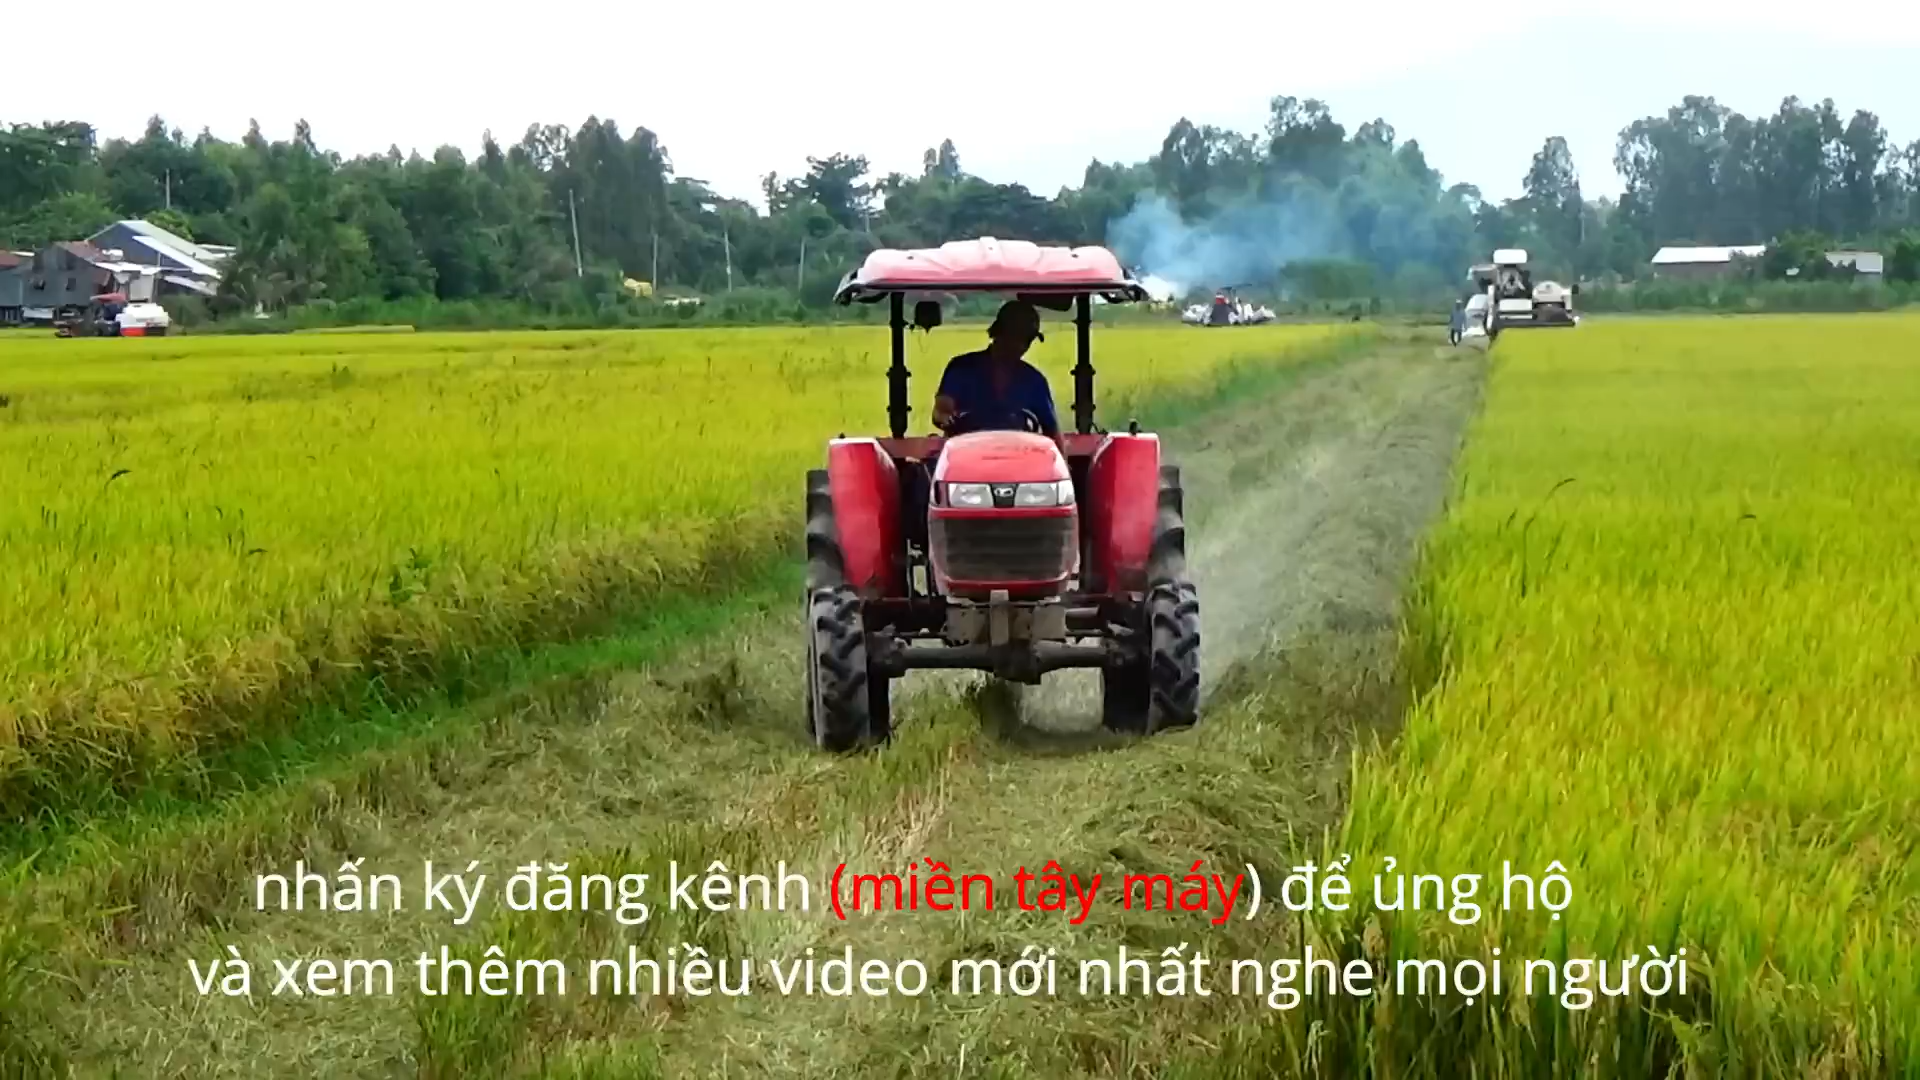 nhấn ký đăng kênh (miền tây máy) để ủng hộ
và xem thêm nhiều video mới nhất nghe mọi người